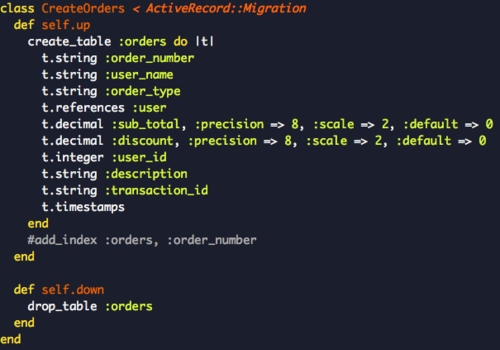 class CreateOrders < ActiveRecord::Migration
  def self.up
    create_table :orders do |t|
      t.string :order_number
      t.string :user_name
      t.string :order_type
      t.references :user
      t.decimal :sub_total, :precision => 8, :scale => 2, :default => 0
      t.decimal :discount, :precision => 8, :scale => 2, :default => 0
      t.integer :user_id
      t.string :description
      t.string :transaction_id
      t.timestamps
    end
    #add_index :orders, :order_number
  end

  def self.down
    drop_table :orders
  end
end